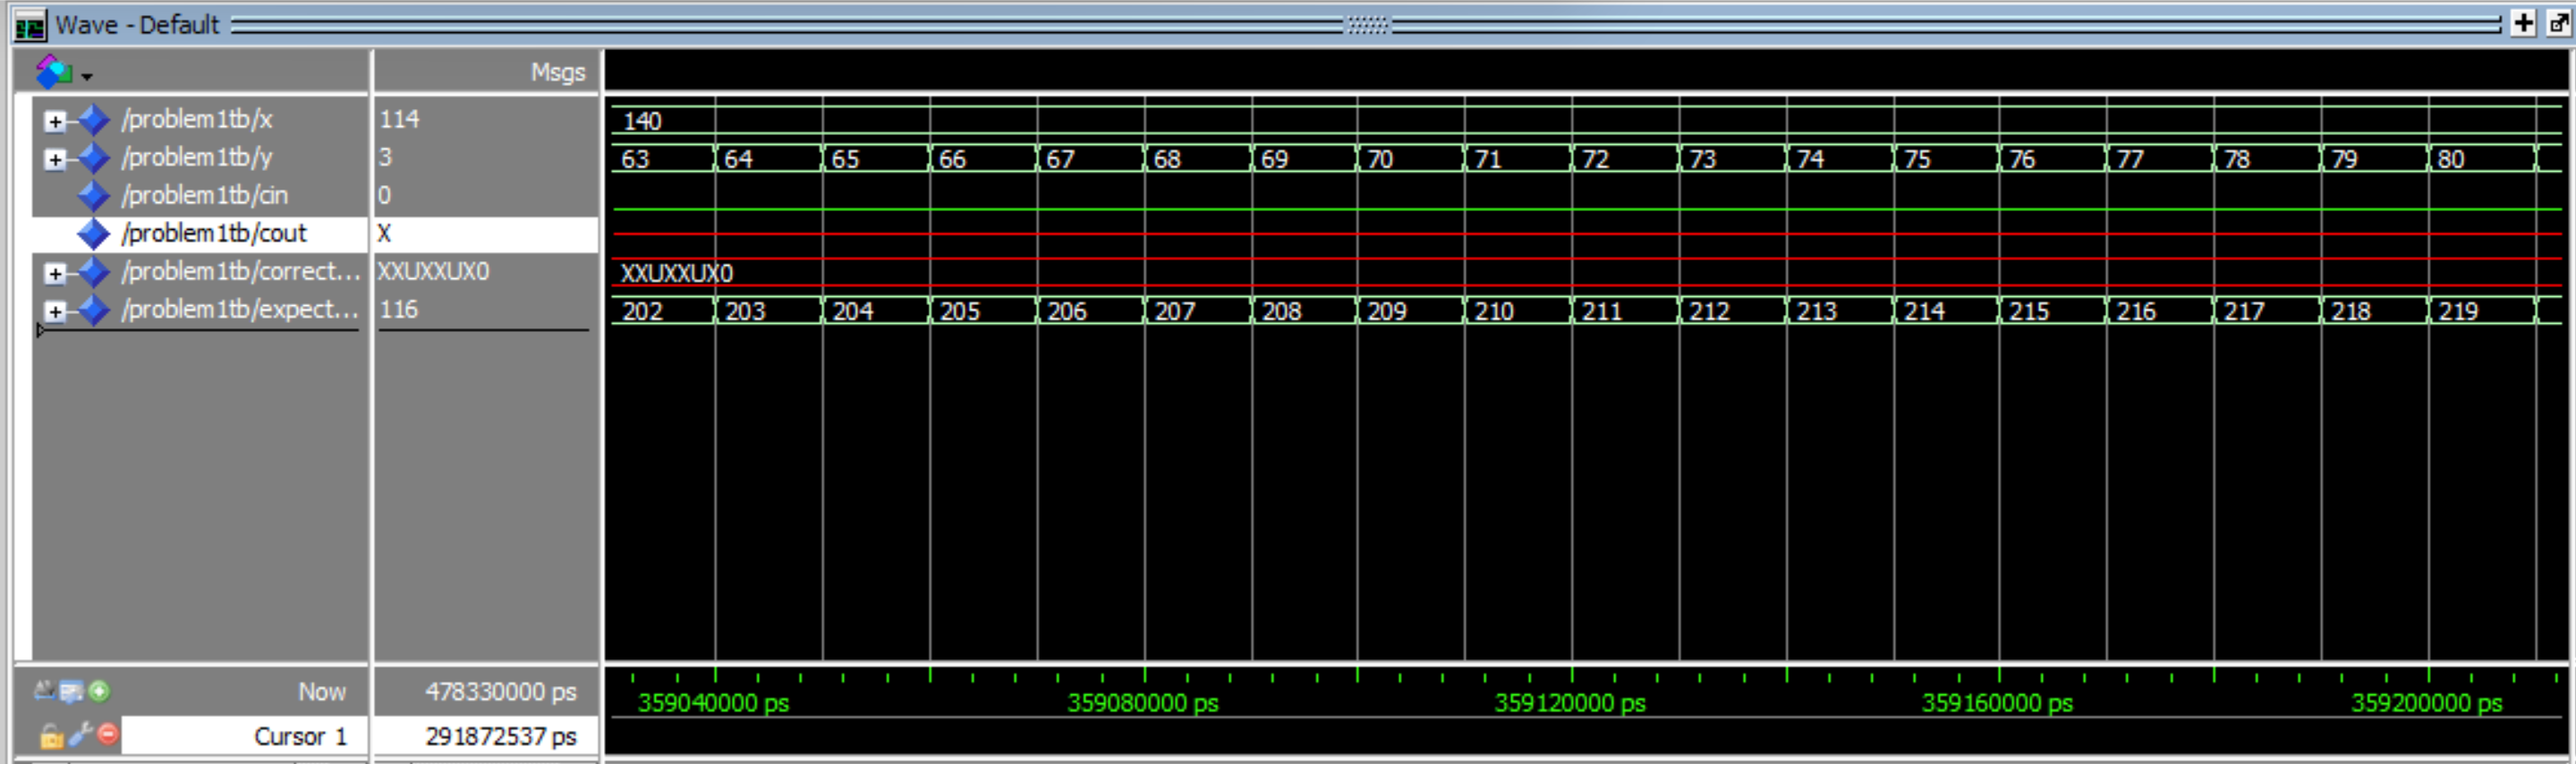 Wave - Default
Msgs
/problem1tb/x 114 140
/problem1tb/y 3 63 64 65 66 67 68 69 70 71 72 73 74 75 76 77 78 79 80
/problem1tb/cin 0
/problem1tb/cout X
/problem1tb/correct... XXUXXUX0 XXUXXUX0
/problem1tb/expect... 116 202 203 204 205 206 207 208 209 210 211 212 213 214 215 216 217 218 219
Now 478330000 ps 359040000 ps 359080000 ps 359120000 ps 359160000 ps 359200000 ps
Cursor 1 291872537 ps